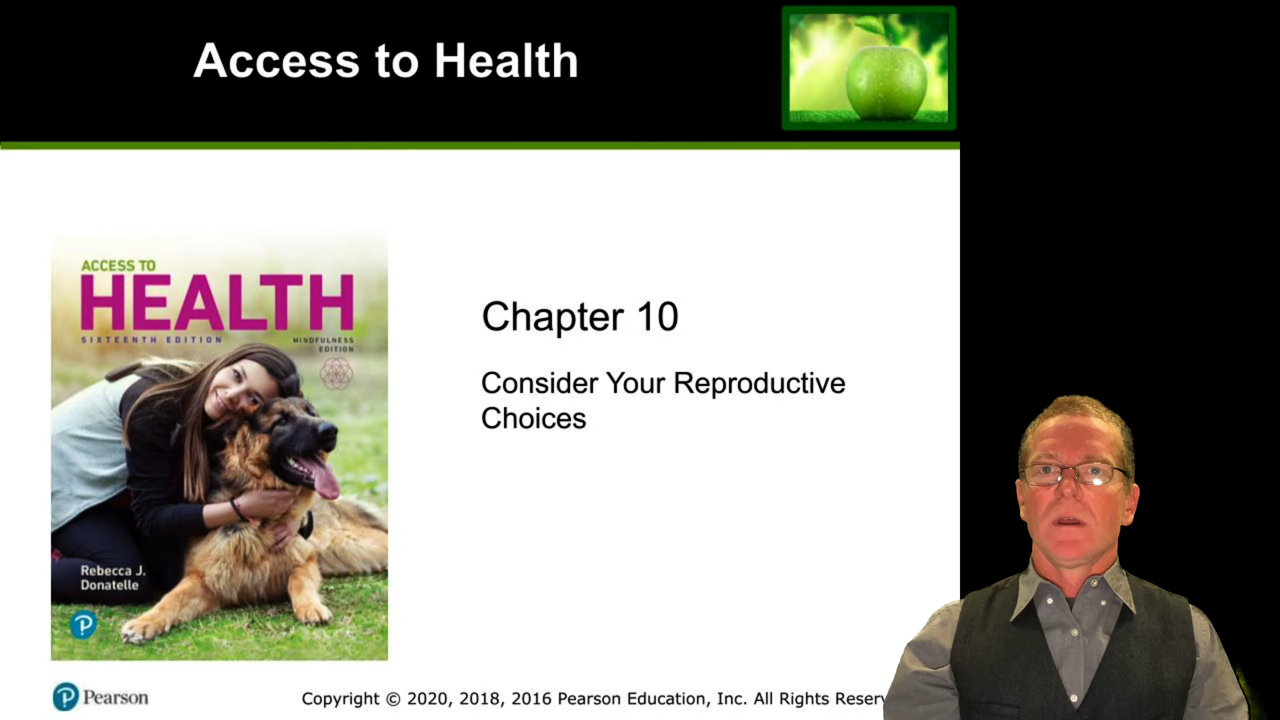 Access to Health
ACCESS TO
HEALTH
SIXTEENTH EDITION
MINDFULNESS
EDITION
Chapter 10
Consider Your Reproductive
Choices
Rebecca J.
Donatelle
P
Pearson
Copyright © 2020, 2018, 2016 Pearson Education, Inc. All Rights Reserv